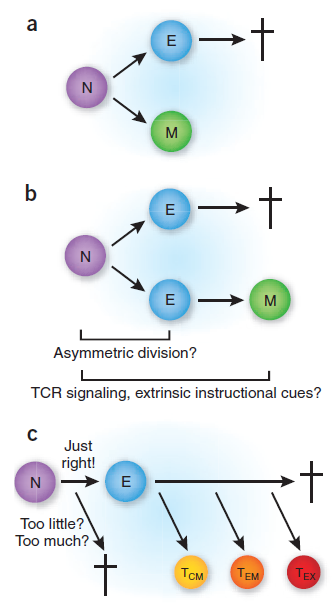 a
E
N
M
b
E
N
E
M
Asymmetric division?
TCR signaling, extrinsic instructional cues?
c
Just
right!
N
E
Too little?
Too much?
TCM
TEM
TEX